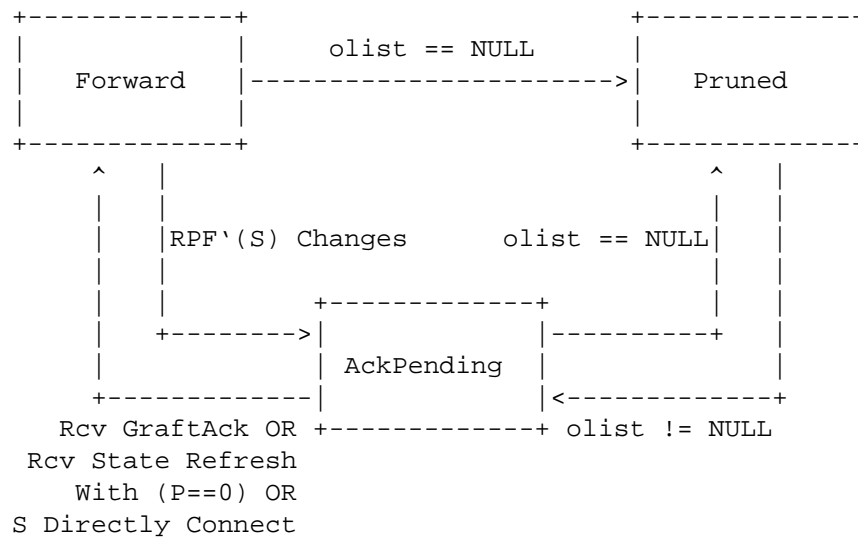 olist == NULL
Forward Pruned
RPF`(S) Changes olist == NULL
AckPending
Rcv GraftAck OR olist != NULL
Rcv State Refresh
With (P==0) OR
S Directly Connect